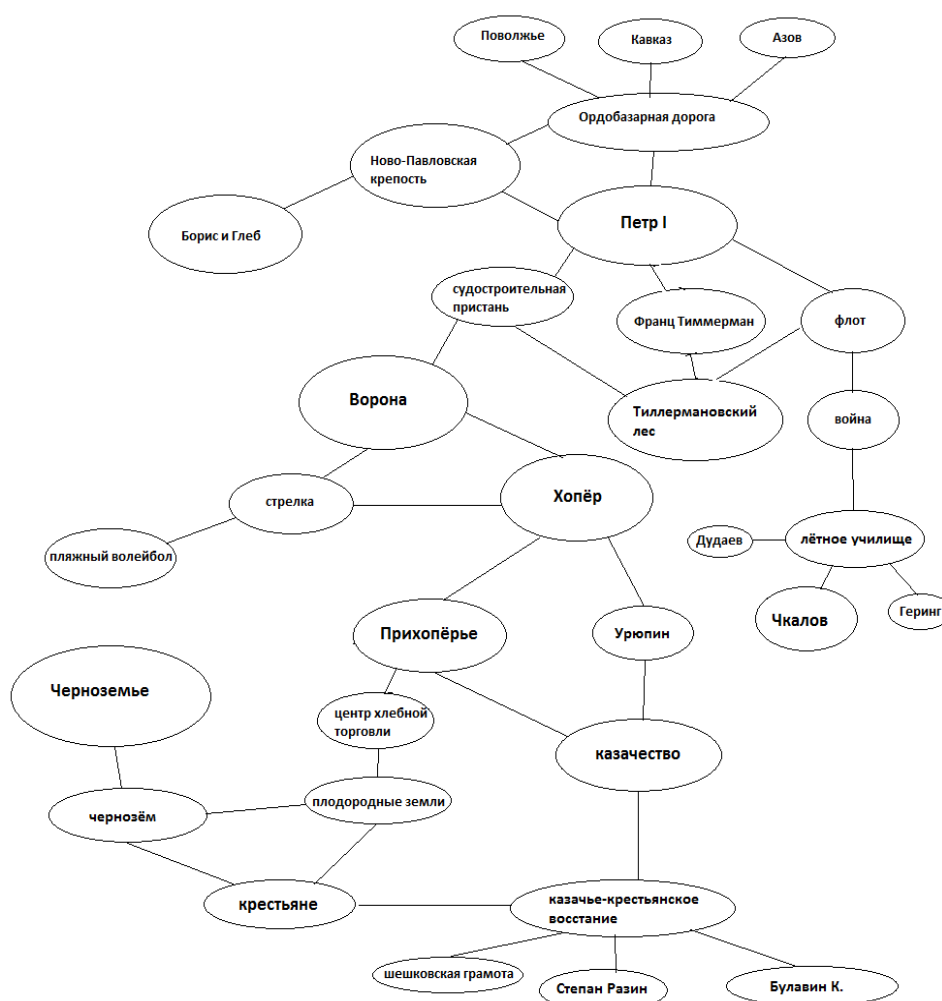 Поволжье
Кавказ
Азов
Ордобазарная дорога
Ново-Павловская
крепость
Борис и Глеб
Петр I
судостроительная
пристань
Франц Тиммерман
флот
Ворона
Тиллермановский
лес
война
Хопёр
стрелка
пляжный волейбол
Дудаев
лётное училище
Чкалов
Геринг
Прихопёрье
Урюпин
Черноземье
центр хлебной
торговли
казачество
плодородные земли
чернозём
крестьяне
казачье-крестьянское
восстание
шешковская грамота
Степан Разин
Булавин К.